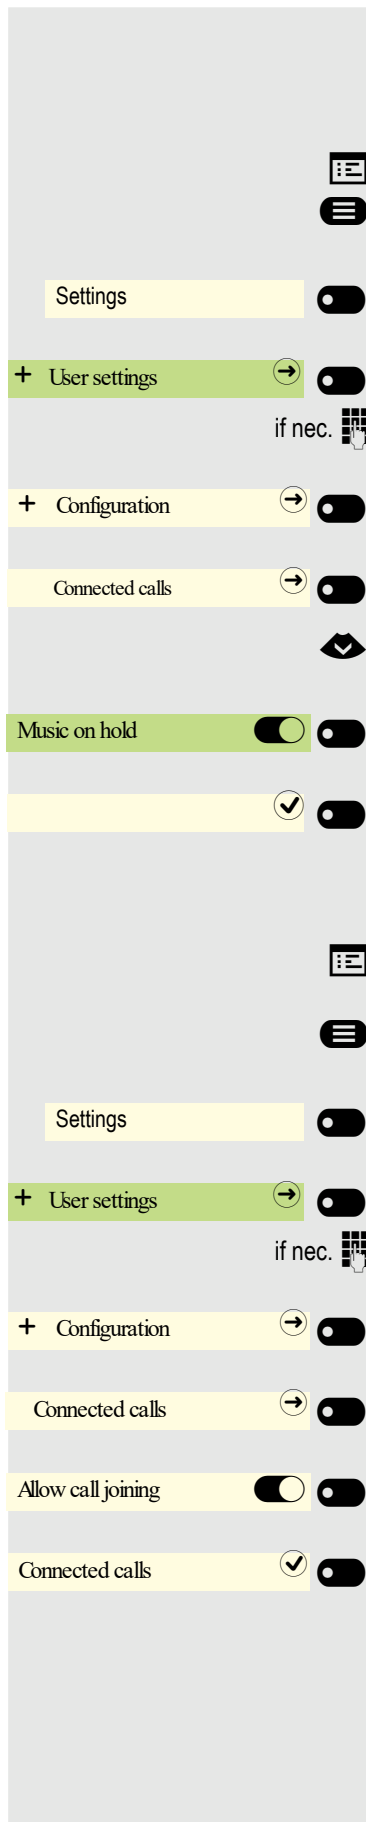 Settings
+ User settings
if nec.
+ Configuration
Connected calls
Music on hold
Settings
+ User settings
if nec.
+ Configuration
Connected calls
Allow call joining
Connected calls